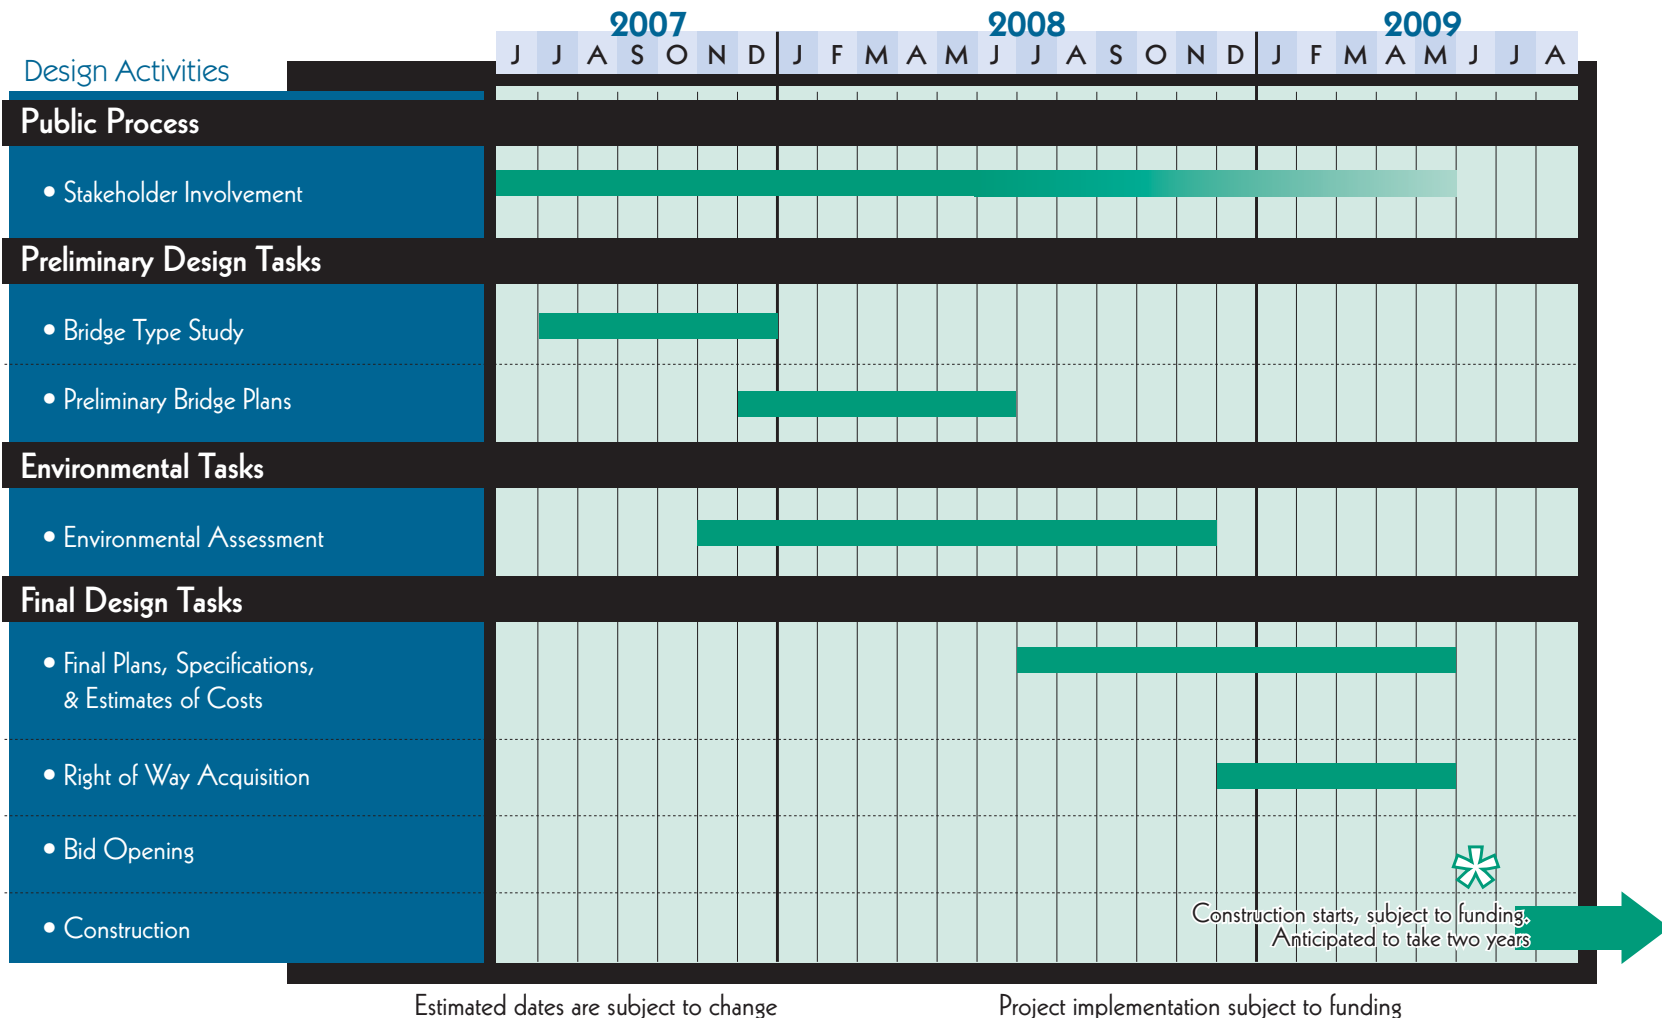 2007 2008 2009
J J A S O N D J F M A M J J A S O N D J F M A M J J A
Design Activities
Public Process
• Stakeholder Involvement
Preliminary Design Tasks
• Bridge Type Study
• Preliminary Bridge Plans
Environmental Tasks
• Environmental Assessment
Final Design Tasks
• Final Plans, Specifications,
& Estimates of Costs
• Right of Way Acquisition
• Bid Opening
• Construction
Construction starts, subject to funding.
Anticipated to take two years
Estimated dates are subject to change
Project implementation subject to funding